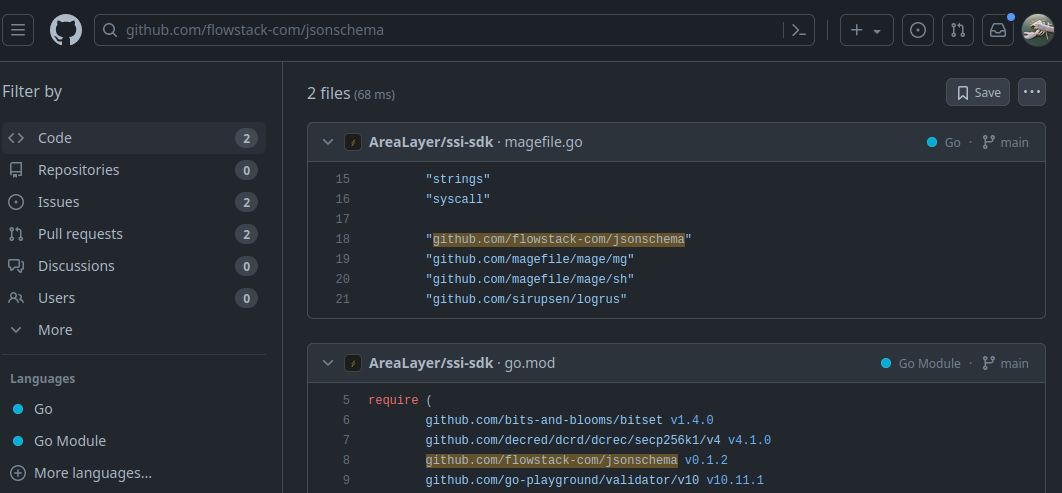 github.com/flowstack-com/jsonschema
Filter by
Code 2
Repositories 0
Issues 2
Pull requests 2
Discussions 0
Users 0
More
Languages
Go
Go Module
More languages...
2 files (68 ms)
Save
AreaLayer/ssi-sdk · magefile.go
Go · main
15 "strings"
16 "syscall"
17
18 "github.com/flowstack-com/jsonschema"
19 "github.com/magefile/mage/mg"
20 "github.com/magefile/mage/sh"
21 "github.com/sirupsen/logrus"
AreaLayer/ssi-sdk · go.mod
Go Module · main
5 require (
6 github.com/bits-and-blooms/bitset v1.4.0
7 github.com/decred/dcrd/dcrec/secp256k1/v4 v4.1.0
8 github.com/flowstack-com/jsonschema v0.1.2
9 github.com/go-playground/validator/v10 v10.11.1